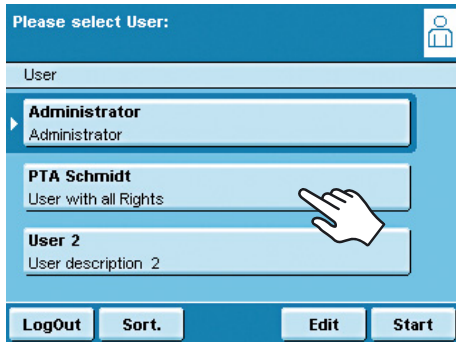 Please select User:
User
Administrator
Administrator
PTA Schmidt
User with all Rights
User 2
User description 2
LogOut Sort. Edit Start